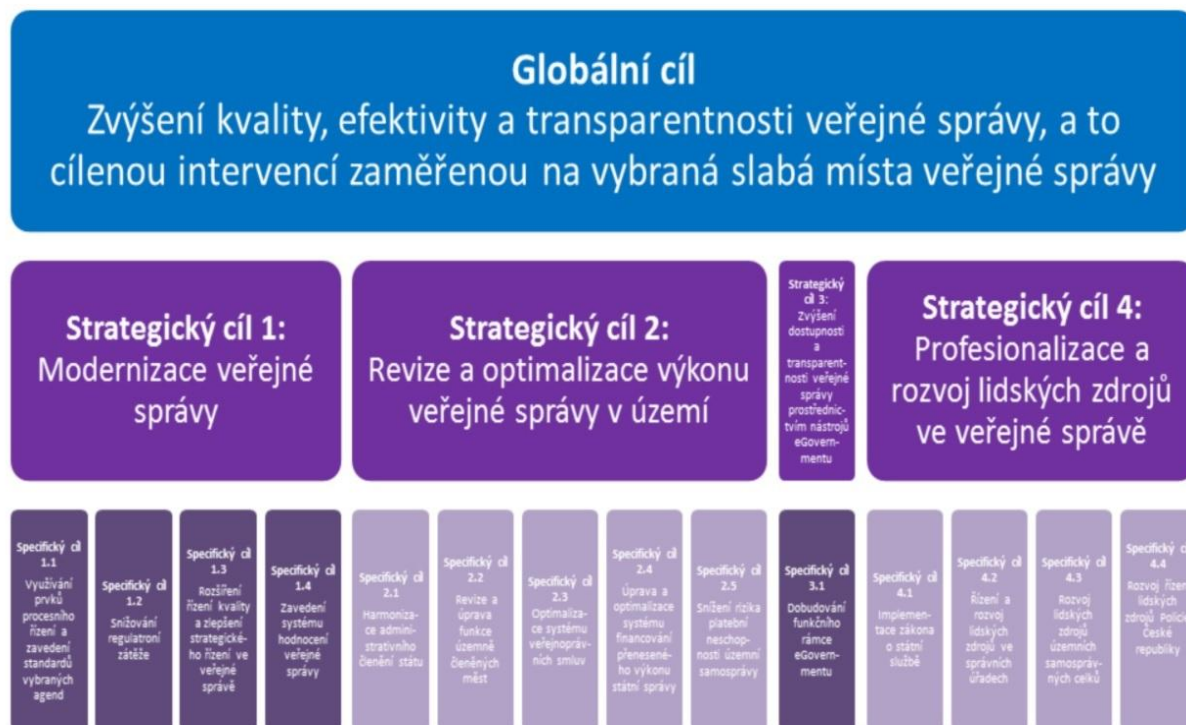 Globální cíl
Zvýšení kvality, efektivity a transparentnosti veřejné správy, a to
cílenou intervencí zaměřenou na vybraná slabá místa veřejné správy
Strategický cíl 1:
Modernizace veřejné
správy
Strategický cíl 2:
Revize a optimalizace výkonu
veřejné správy v území
Strategický
cíl 3:
Zvýšení
dostupnosti
a
transparent-
nosti veřejné
správy
prostřednic-
tvím nástrojů
eGovern-
mentu
Strategický cíl 4:
Profesionalizace a
rozvoj lidských zdrojů
ve veřejné správě
Specifický cíl
1.1
Využívání
prvků
procesního
řízení a
zavedení
standardů
vybraných
agend
Specifický cíl
1.2
Snižování
regulatroní
zátěže
Specifický cíl
1.3
Rozšíření
řízení kvality
a zlepšení
strategické-
ho řízení ve
veřejné
správě
Specifický cíl
1.4
Zavedení
systému
hodnocení
veřejné
správy
Specifický cíl
2.1
Harmoniza-
ce admini-
strativního
členění státu
Specifický cíl
2.2
Revize a
úprava
funkce
územně
členěných
měst
Specifický cíl
2.3
Optimaliza-
ce systému
veřejnopráv-
ních smluv
Specifický cíl
2.4
Úprava a
optimalizace
systému
financování
přenesené-
ho výkonu
státní správy
Specifický cíl
2.5
Snížení rizika
platební
neschop-
nosti územní
samosprávy
Specifický cíl
3.1
Dobudování
funkčního
rámce
eGovern-
mentu
Specifický cíl
4.1
Implemen-
tace zákona
o státní
službě
Specifický cíl
4.2
Řízení a
rozvoj
lidských
zdrojů ve
správních
úřadech
Specifický cíl
4.3
Rozvoj
lidských
zdrojů
územních
samospráv-
ných celků
Specifický cíl
4.4
Rozvoj řízení
lidských
zdrojů Policie
České
republiky